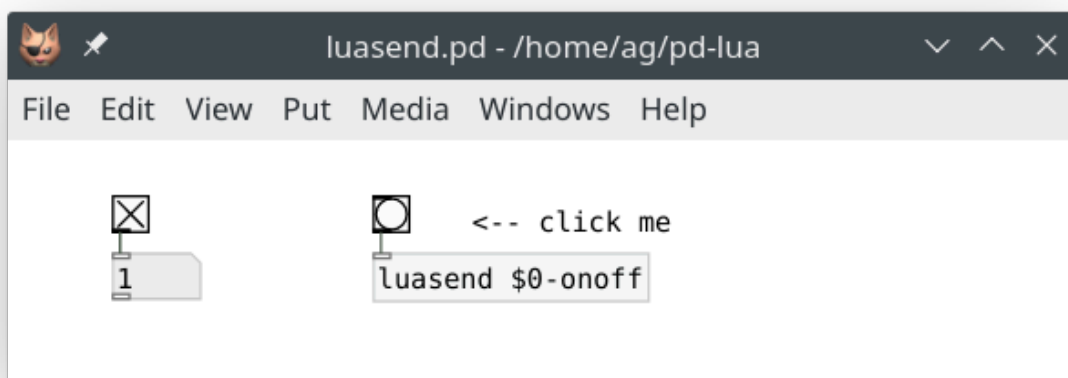 luasend.pd - /home/ag/pd-lua
File Edit View Put Media Windows Help
<-- click me
1
luasend $0-onoff